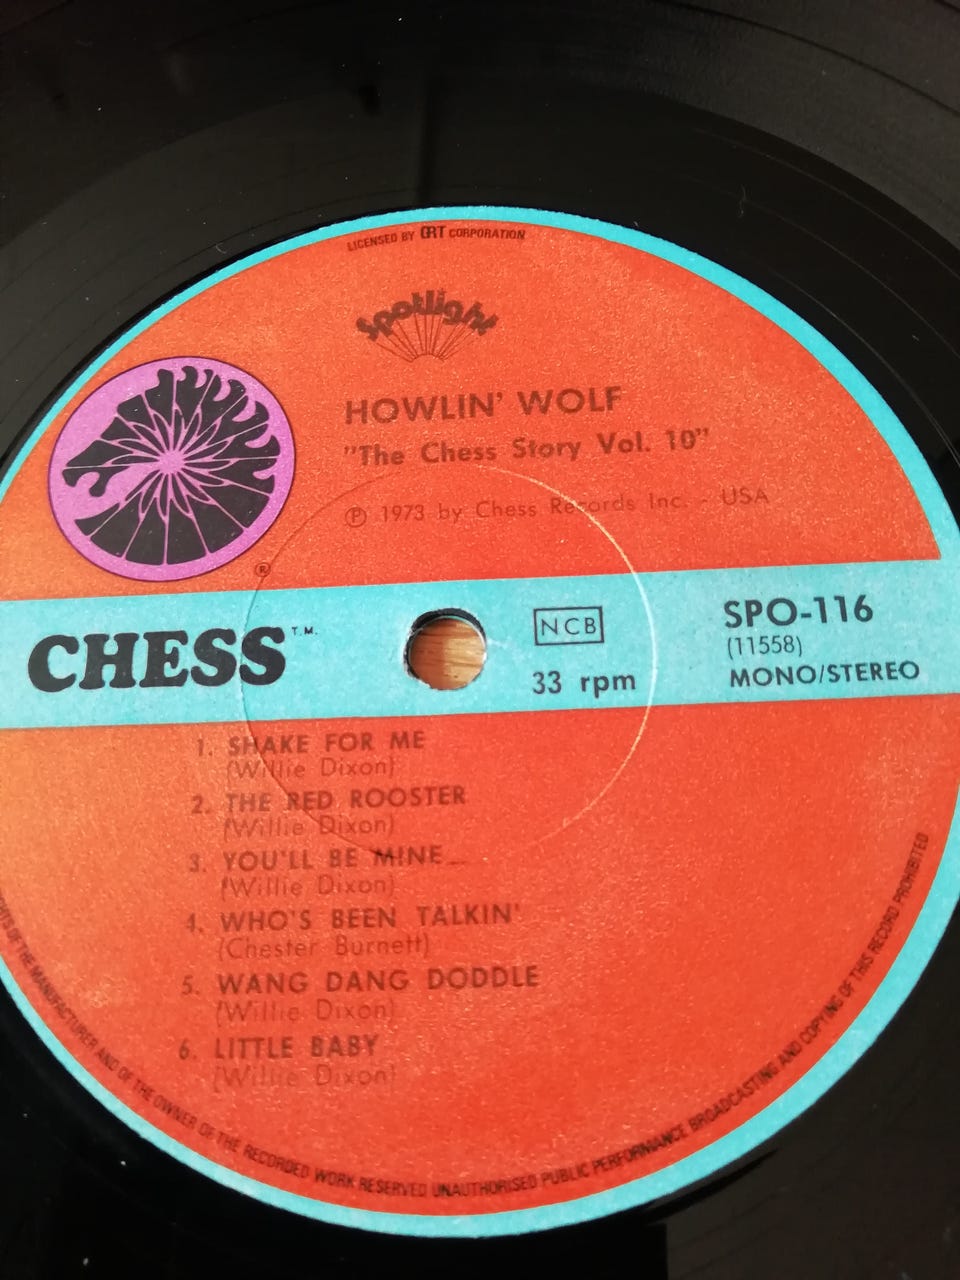 LICENSED BY GRT CORPORATION
Spotlight
HOWLIN' WOLF
"The Chess Story Vol. 10"
Ⓟ 1973 by Chess Records Inc. - USA
®
CHESS T.M.
NCB
33 rpm
SPO-116
(11558)
MONO/STEREO
1. SHAKE FOR ME
(Willie Dixon)
2. THE RED ROOSTER
(Willie Dixon)
3. YOU'LL BE MINE
(Willie Dixon)
4. WHO'S BEEN TALKIN'
(Chester Burnett)
5. WANG DANG DODDLE
(Willie Dixon)
6. LITTLE BABY
(Willie Dixon)
OF THE MANUFACTURER AND OF THE OWNER OF THE RECORDED WORK RESERVED UNAUTHORISED PUBLIC PERFORMANCE BROADCASTING AND COPYING OF THIS RECORD PROHIBITED